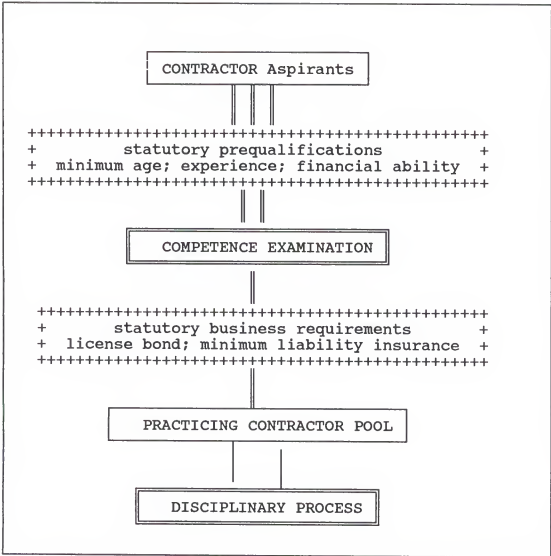 CONTRACTOR Aspirants
++++++++++++++++++++++++++++++++++++++++++++++
+ statutory prequalifications +
+ minimum age; experience; financial ability +
++++++++++++++++++++++++++++++++++++++++++++++
COMPETENCE EXAMINATION
+++++++++++++++++++++++++++++++++++++++++++++
+ statutory business requirements +
+ license bond; minimum liability insurance +
+++++++++++++++++++++++++++++++++++++++++++++
PRACTICING CONTRACTOR POOL
DISCIPLINARY PROCESS